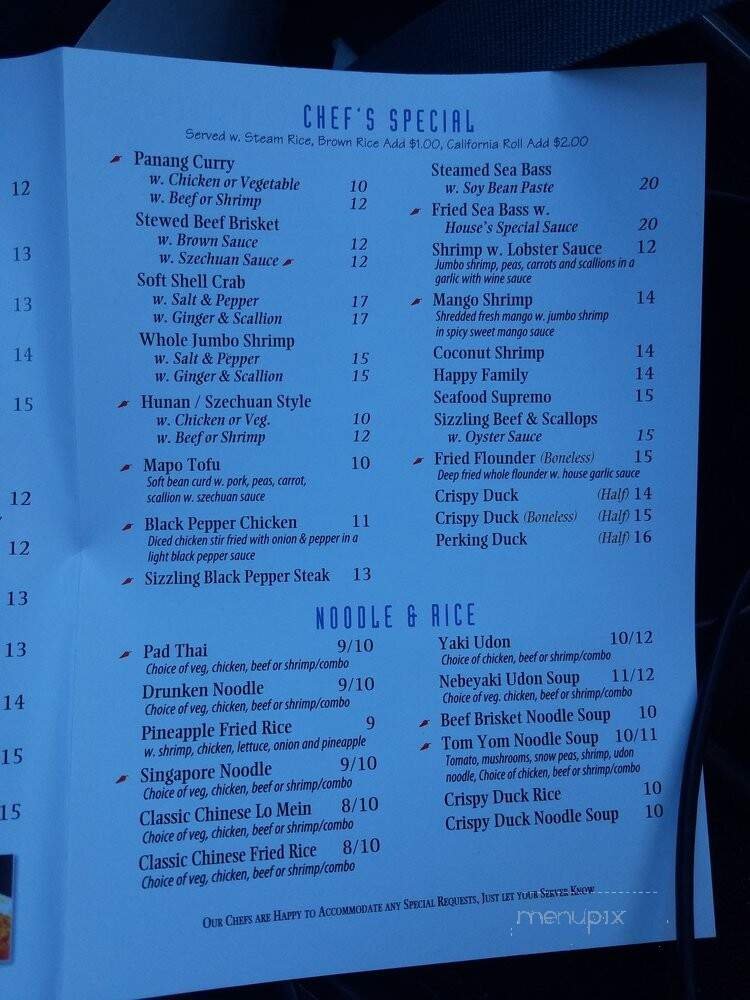 12
13
13
14
15
12
12
13
13
14
15
15
CHEF'S SPECIAL
Served w. Steam Rice, Brown Rice Add $1.00, California Roll Add $2.00
Panang Curry
w. Chicken or Vegetable 10
w. Beef or Shrimp 12
Stewed Beef Brisket
w. Brown Sauce 12
w. Szechuan Sauce 12
Soft Shell Crab
w. Salt & Pepper 17
w. Ginger & Scallion 17
Whole Jumbo Shrimp
w. Salt & Pepper 15
w. Ginger & Scallion 15
Hunan / Szechuan Style
w. Chicken or Veg. 10
w. Beef or Shrimp 12
Mapo Tofu 10
Soft bean curd w. pork, peas, carrot,
scallion w. szechuan sauce
Black Pepper Chicken 11
Diced chicken stir fried with onion & pepper in a
light black pepper sauce
Sizzling Black Pepper Steak 13
Steamed Sea Bass
w. Soy Bean Paste 20
Fried Sea Bass w.
House's Special Sauce 20
Shrimp w. Lobster Sauce 12
Jumbo shrimp, peas, carrots and scallions in a
garlic with wine sauce
Mango Shrimp 14
Shredded fresh mango w. jumbo shrimp
in spicy sweet mango sauce
Coconut Shrimp 14
Happy Family 14
Seafood Supremo 15
Sizzling Beef & Scallops
w. Oyster Sauce 15
Fried Flounder (Boneless) 15
Deep fried whole flounder w. house garlic sauce
Crispy Duck (Half) 14
Crispy Duck (Boneless) (Half) 15
Perking Duck (Half) 16
NOODLE & RICE
Pad Thai 9/10
Choice of veg, chicken, beef or shrimp/combo
Drunken Noodle 9/10
Choice of veg, chicken, beef or shrimp/combo
Pineapple Fried Rice 9
w. shrimp, chicken, lettuce, onion and pineapple
Singapore Noodle 9/10
Choice of veg, chicken, beef or shrimp/combo
Classic Chinese Lo Mein 8/10
Choice of veg, chicken, beef or shrimp/combo
Classic Chinese Fried Rice 8/10
Choice of veg, chicken, beef or shrimp/combo
Yaki Udon 10/12
Choice of chicken, beef or shrimp/combo
Nebeyaki Udon Soup 11/12
Choice of veg. chicken, beef or shrimp/combo
Beef Brisket Noodle Soup 10
Tom Yom Noodle Soup 10/11
Tomato, mushrooms, snow peas, shrimp, udon
noodle, Choice of chicken, beef or shrimp/combo
Crispy Duck Rice 10
Crispy Duck Noodle Soup 10
Our Chefs are Happy to Accommodate any Special Requests, Just let your Server Know
menupix